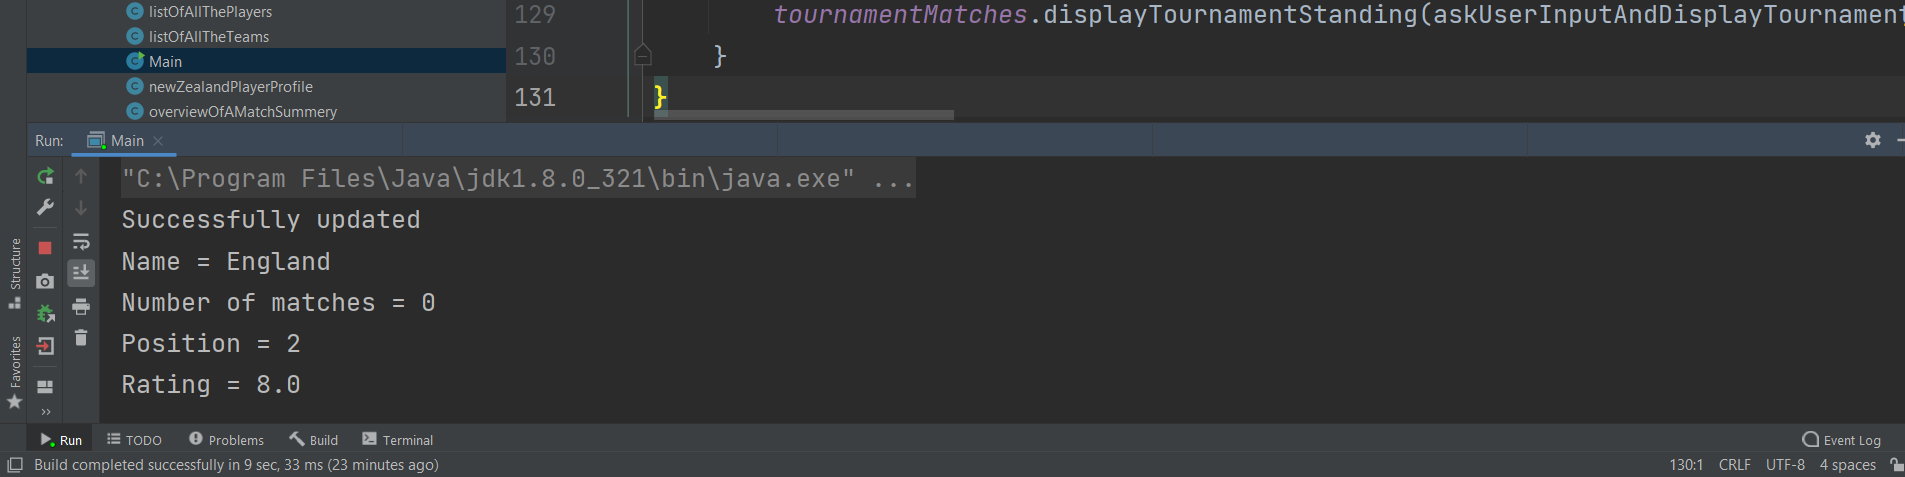 listOfAllThePlayers
listOfAllTheTeams
Main
newZealandPlayerProfile
overviewOfAMatchSummery
129 tournamentMatches.displayTournamentStanding(askUserInputAndDisplayTournament
130 }
131 }
Run: Main
"C:\Program Files\Java\jdk1.8.0_321\bin\java.exe" ...
Successfully updated
Name = England
Number of matches = 0
Position = 2
Rating = 8.0
Structure
Favorites
Run TODO Problems Build Terminal Event Log
Build completed successfully in 9 sec, 33 ms (23 minutes ago) 130:1 CRLF UTF-8 4 spaces